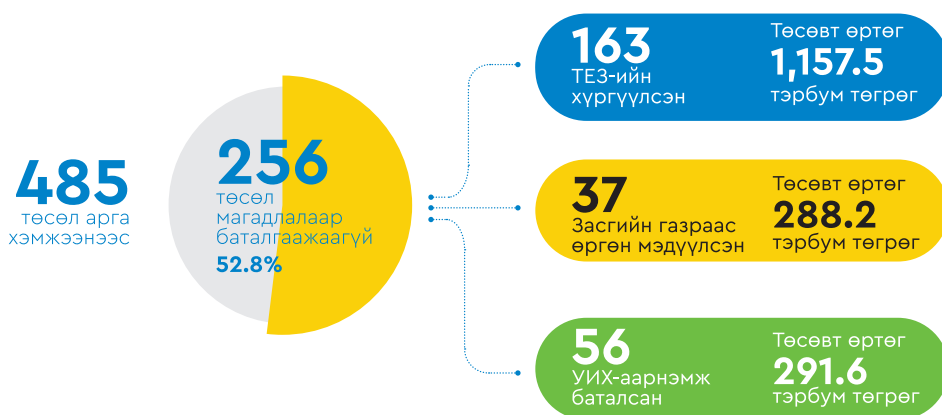 485
төсөл арга
хэмжээнээс
256
төсөл
магадлалаар
баталгаажаагүй
52.8%
163
ТЕЗ-ийн
хүргүүлсэн
Төсөвт өртөг
1,157.5
тэрбум төгрөг
37
Засгийн газраас
өргөн мэдүүлсэн
Төсөвт өртөг
288.2
тэрбум төгрөг
56
УИХ-аарнэмж
баталсан
Төсөвт өртөг
291.6
тэрбум төгрөг